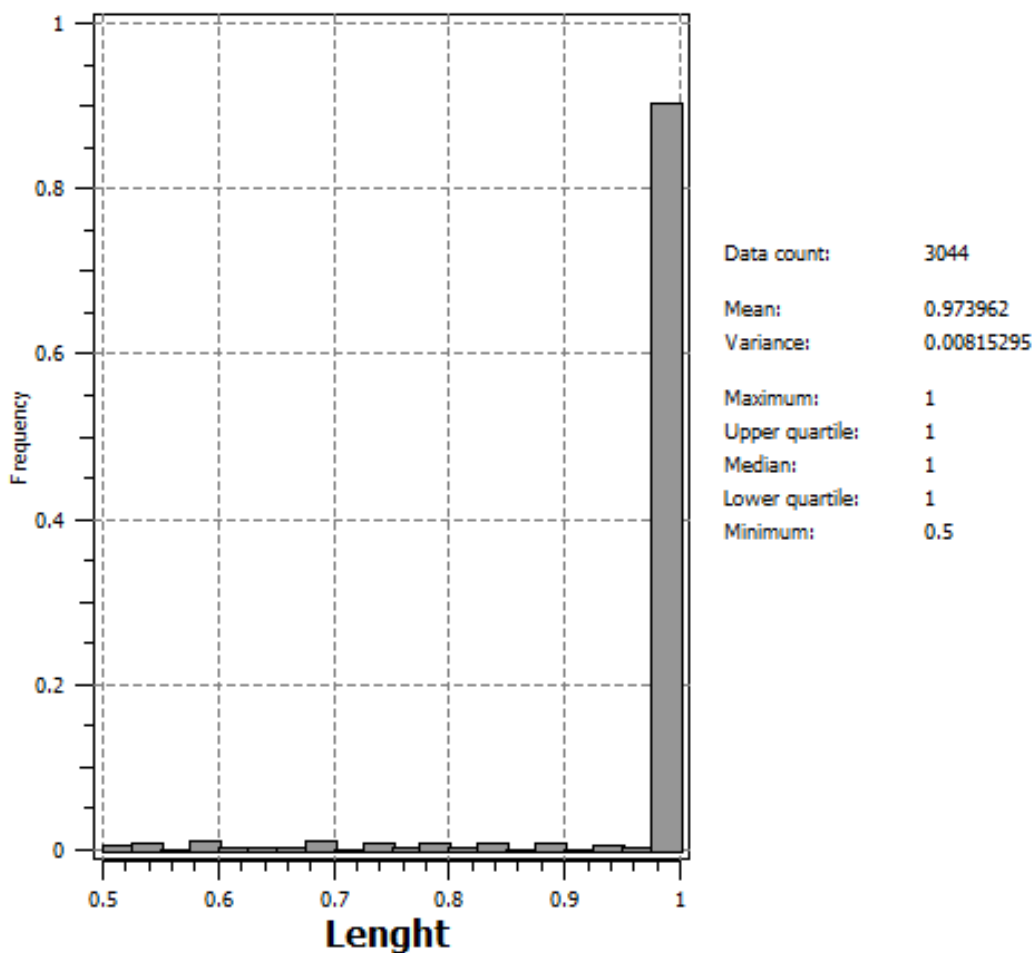 1
0.8
0.6
0.4
0.2
0
Frequency
0.5 0.6 0.7 0.8 0.9 1
Lenght
Data count: 3044
Mean: 0.973962
Variance: 0.00815295
Maximum: 1
Upper quartile: 1
Median: 1
Lower quartile: 1
Minimum: 0.5